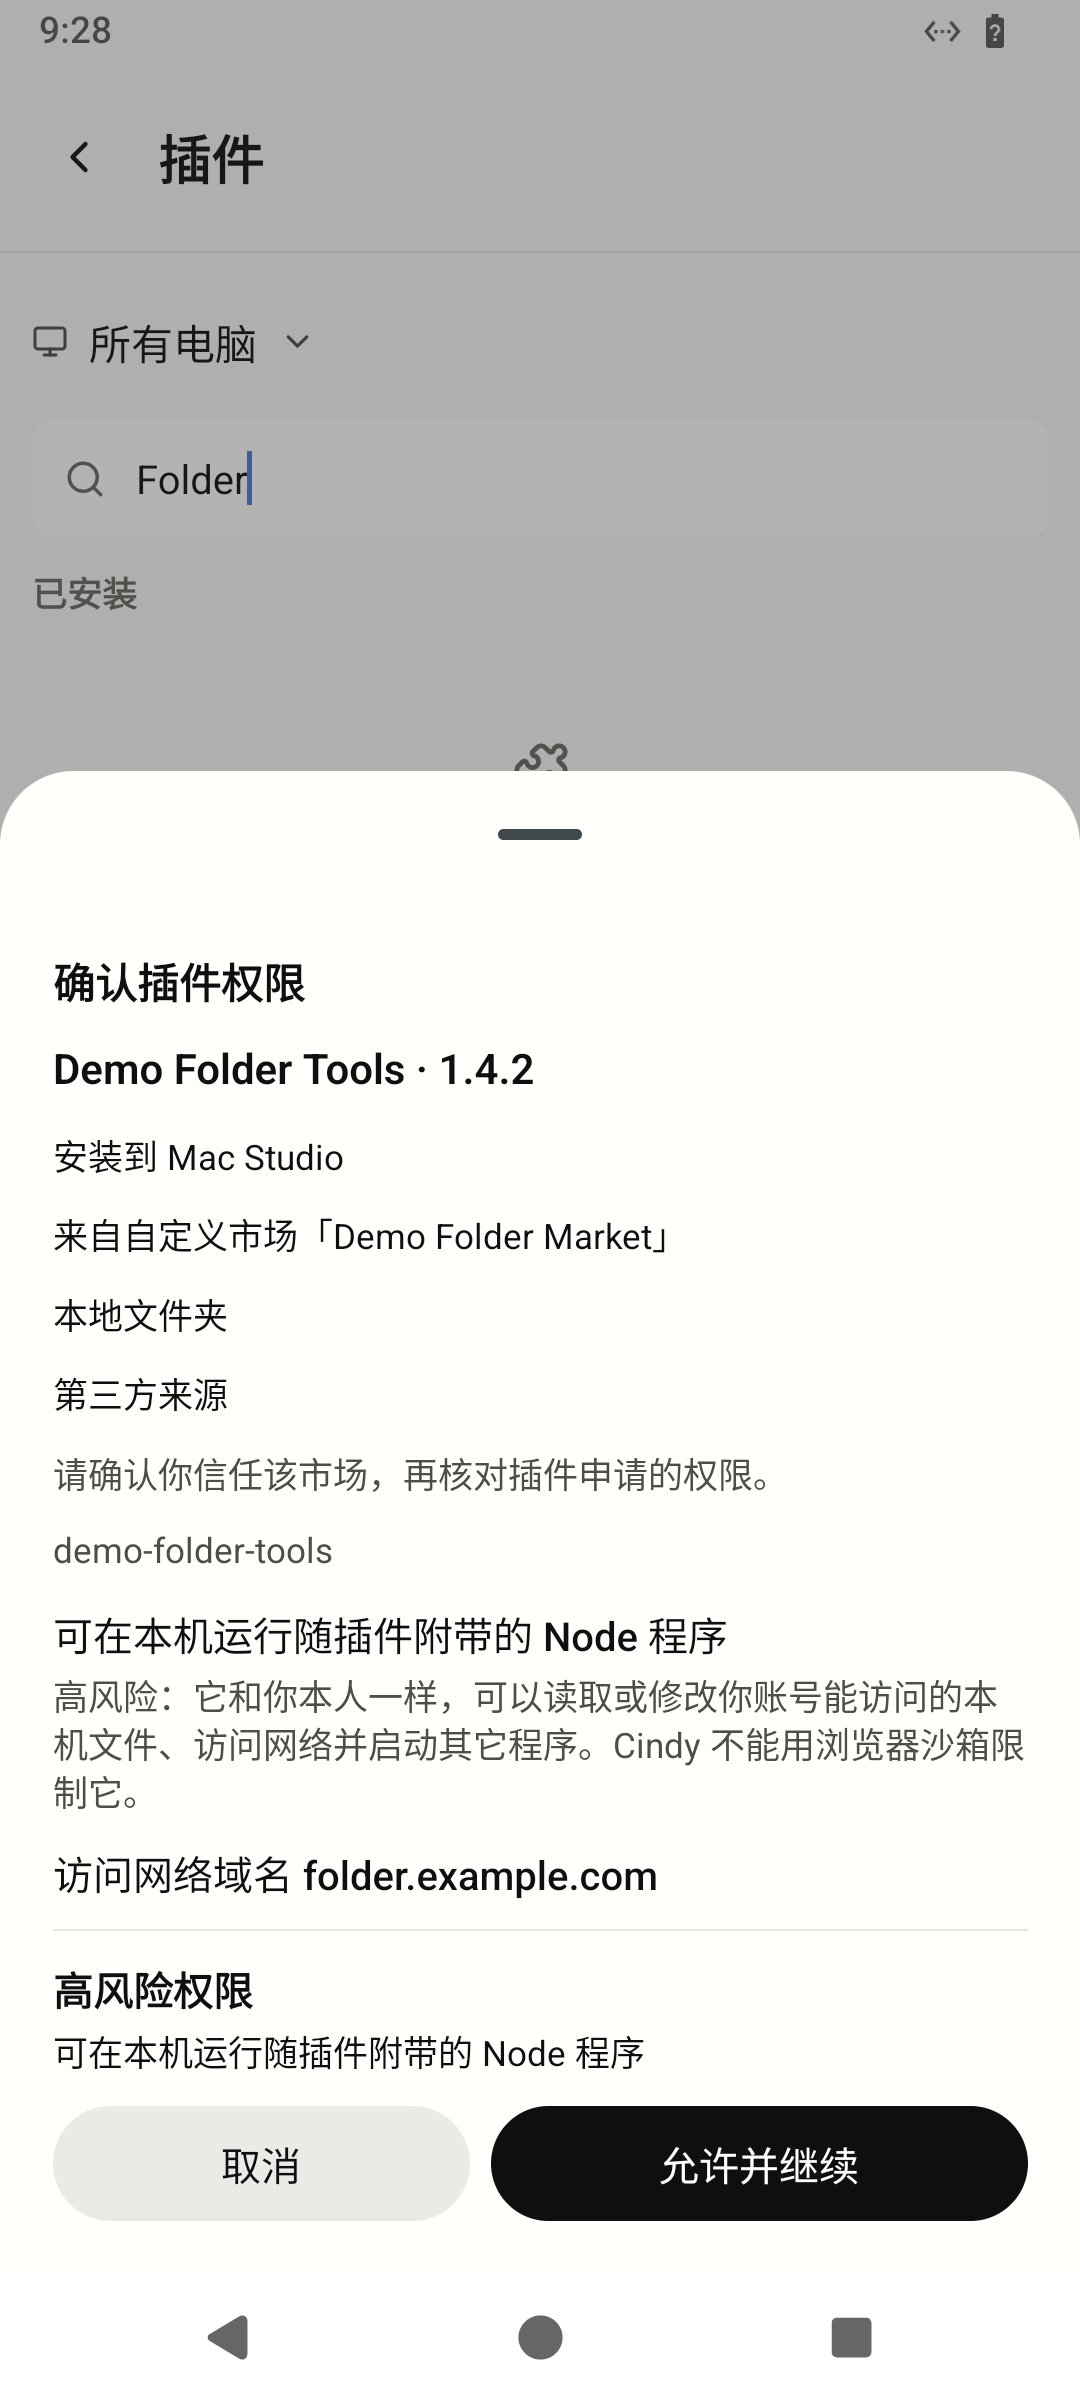 9:28
插件
所有电脑
Folder
已安装
确认插件权限
Demo Folder Tools · 1.4.2
安装到 Mac Studio
来自自定义市场「Demo Folder Market」
本地文件夹
第三方来源
请确认你信任该市场，再核对插件申请的权限。
demo-folder-tools
可在本机运行随插件附带的 Node 程序
高风险：它和你本人一样，可以读取或修改你账号能访问的本
机文件、访问网络并启动其它程序。Cindy 不能用浏览器沙箱限
制它。
访问网络域名 folder.example.com
高风险权限
可在本机运行随插件附带的 Node 程序
取消
允许并继续